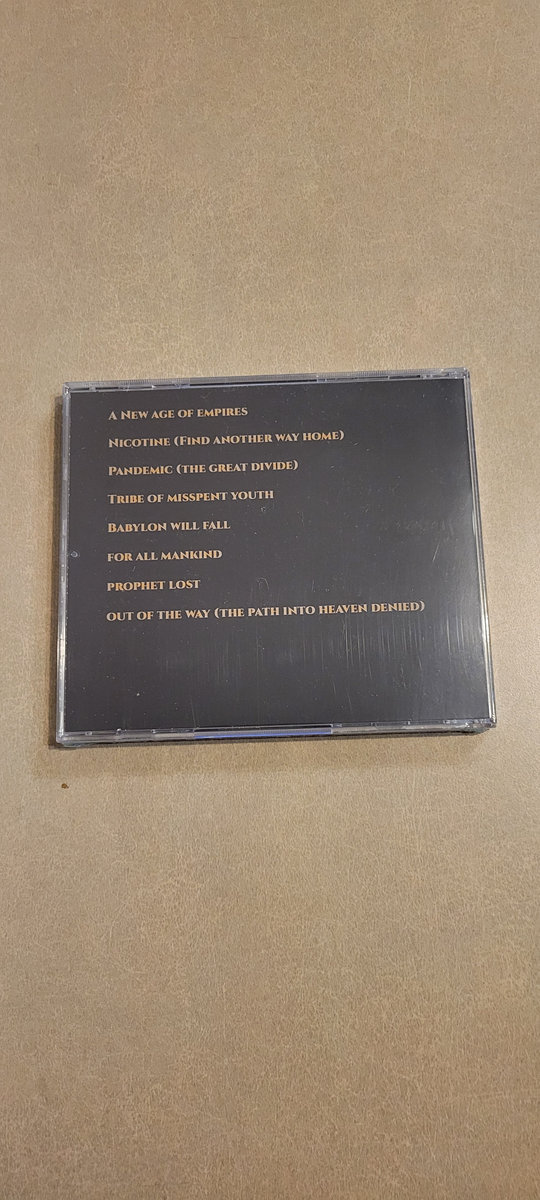 A New age of empires
Nicotine (Find another way home)
Pandemic (the great divide)
Tribe of misspent youth
Babylon will fall
for all mankind
prophet lost
out of the way (the path into heaven denied)